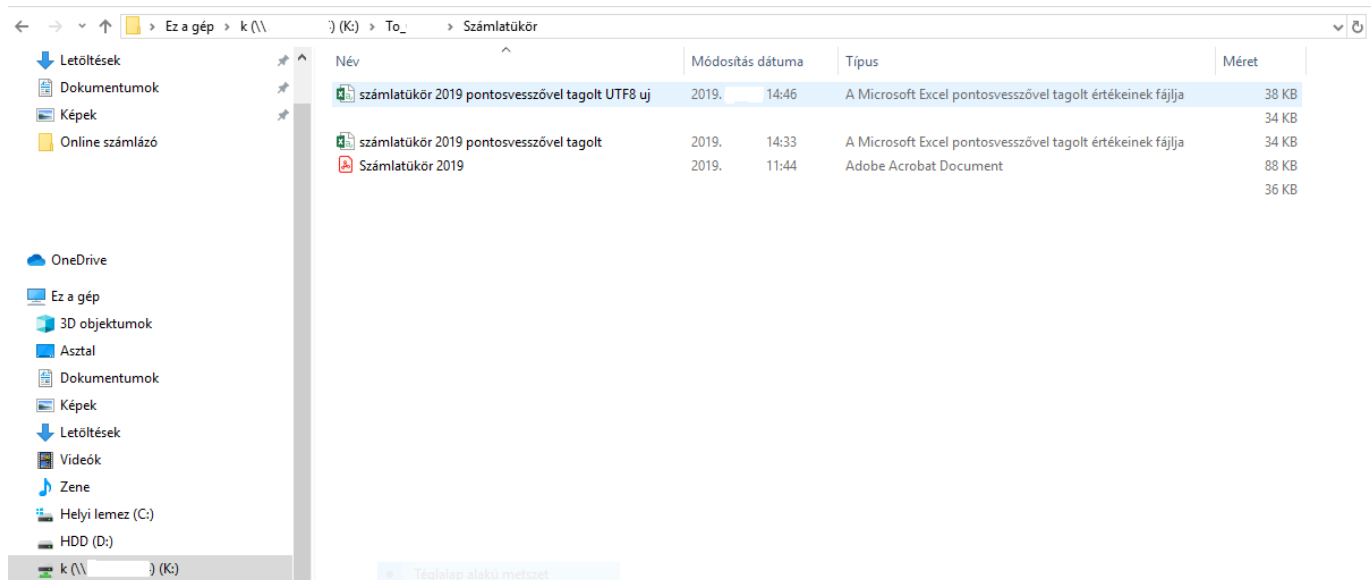 Ez a gép > k (\\ :) (K:) > To_ > Számlatükör
Letöltések
Dokumentumok
Képek
Online számlázó
OneDrive
Ez a gép
3D objektumok
Asztal
Dokumentumok
Képek
Letöltések
Videók
Zene
Helyi lemez (C:)
HDD (D:)
k (\\ :) (K:)
Név Módosítás dátuma Típus Méret
számlatükör 2019 pontosvesszővel tagolt UTF8 uj 2019. 14:46 A Microsoft Excel pontosvesszővel tagolt értékeinek fájlja 38 KB
34 KB
számlatükör 2019 pontosvesszővel tagolt 2019. 14:33 A Microsoft Excel pontosvesszővel tagolt értékeinek fájlja 34 KB
Számlatükör 2019 2019. 11:44 Adobe Acrobat Document 88 KB
36 KB
Téglalap alakú metszet